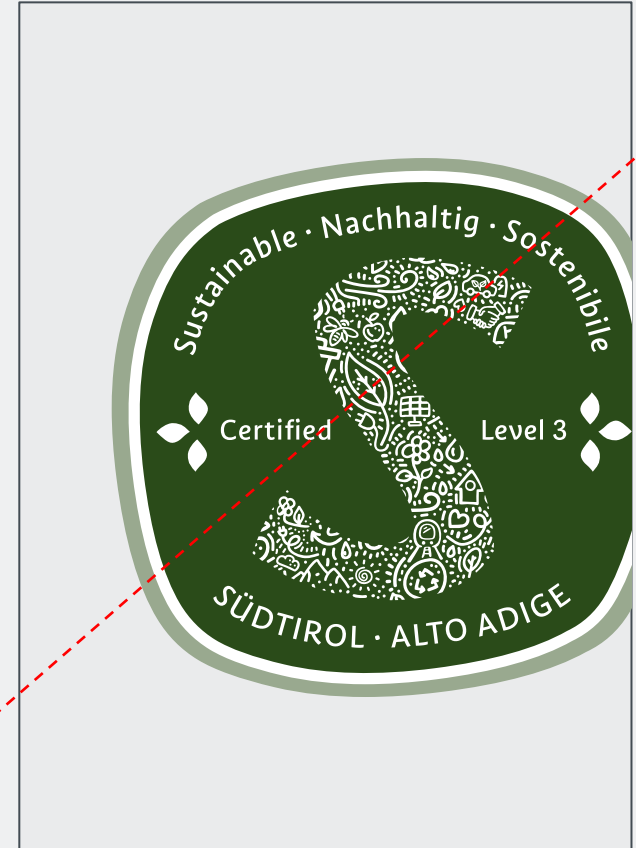 Sustainable · Nachhaltig · Sostenibile
Certified
Level 3
SÜDTIROL · ALTO ADIGE